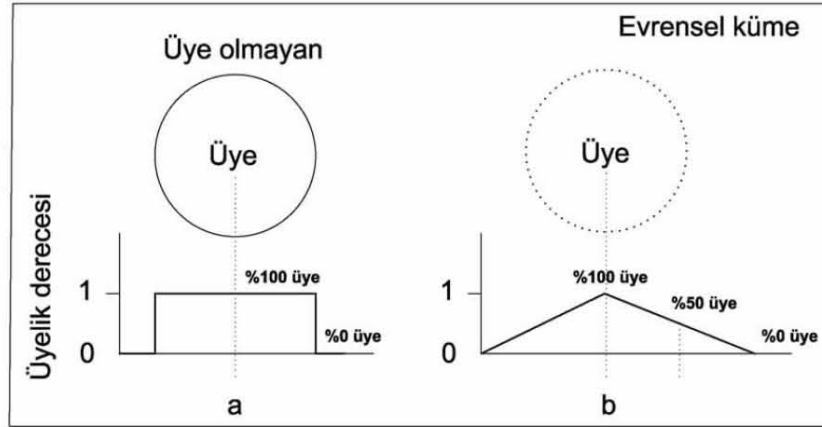 Evrensel küme
Üye olmayan
Üye
Üye
Üyelik derecesi
1
%100 üye
%0 üye
0
a
1
%100 üye
%50 üye
%0 üye
0
b